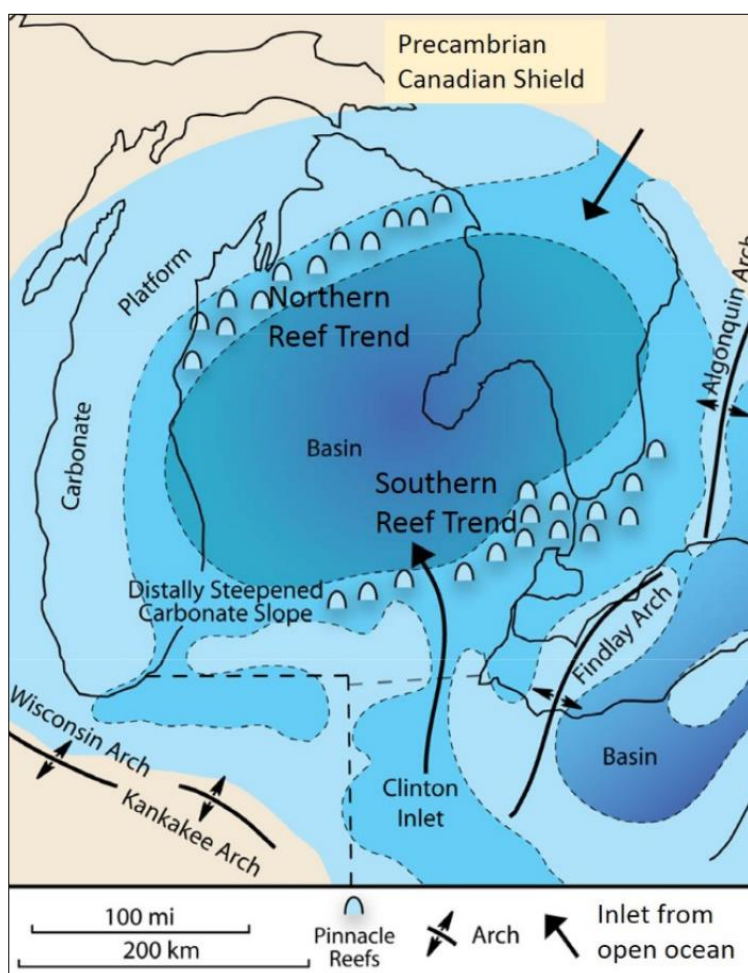 Precambrian
Canadian Shield
Platform
Northern
Reef Trend
Algonquin Arch
Carbonate
Basin
Southern
Reef Trend
Distally Steepened
Carbonate Slope
Findlay Arch
Wisconsin Arch
Kankakee Arch
Clinton
Inlet
Basin
100 mi
200 km
Pinnacle
Reefs
Arch
Inlet from
open ocean